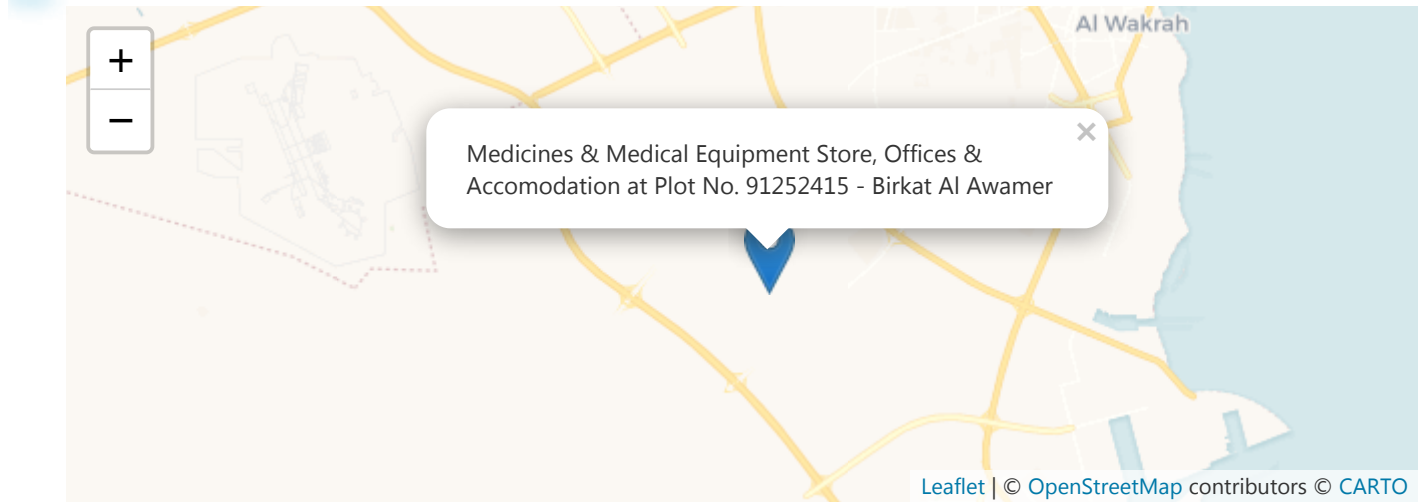 Al Wakrah
+
−
×
Medicines & Medical Equipment Store, Offices &
Accomodation at Plot No. 91252415 - Birkat Al Awamer
Leaflet | © OpenStreetMap contributors © CARTO